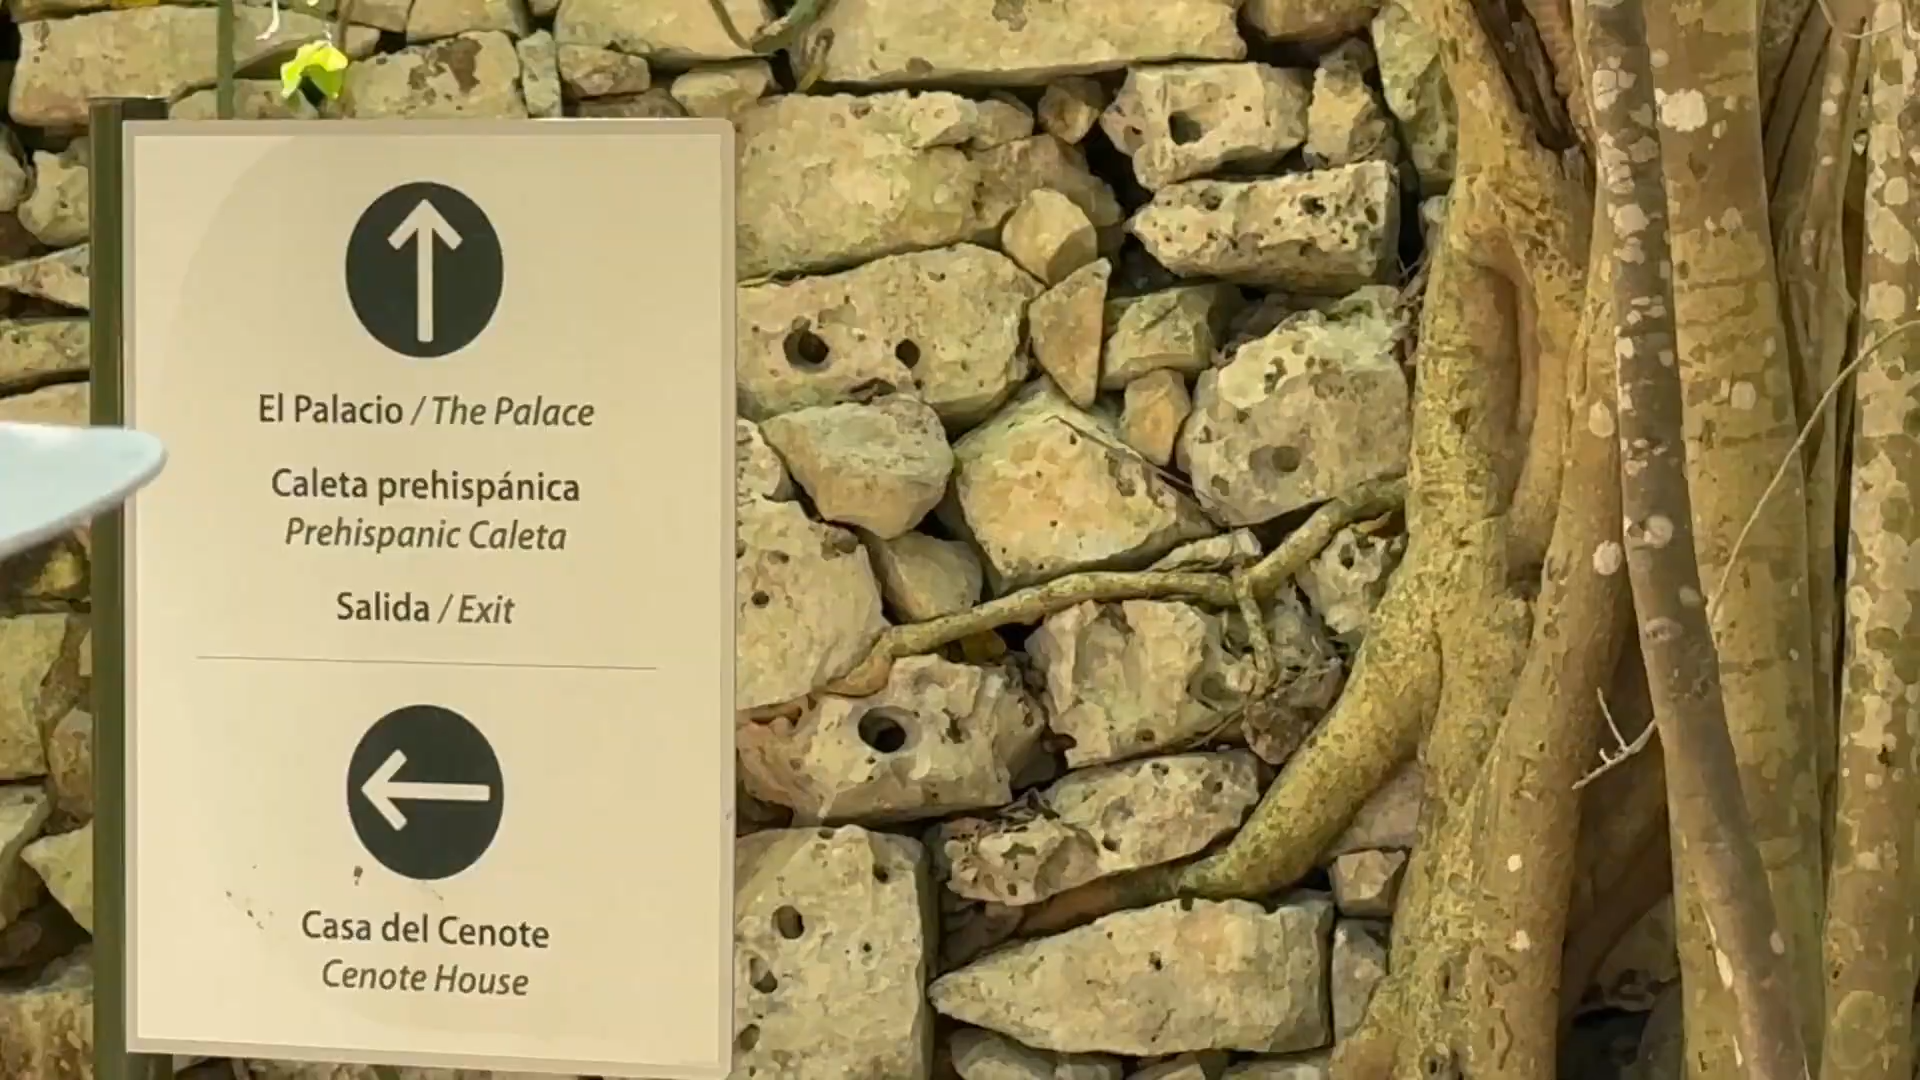 El Palacio / The Palace
Caleta prehispánica
Prehispanic Caleta
Salida / Exit
Casa del Cenote
Cenote House